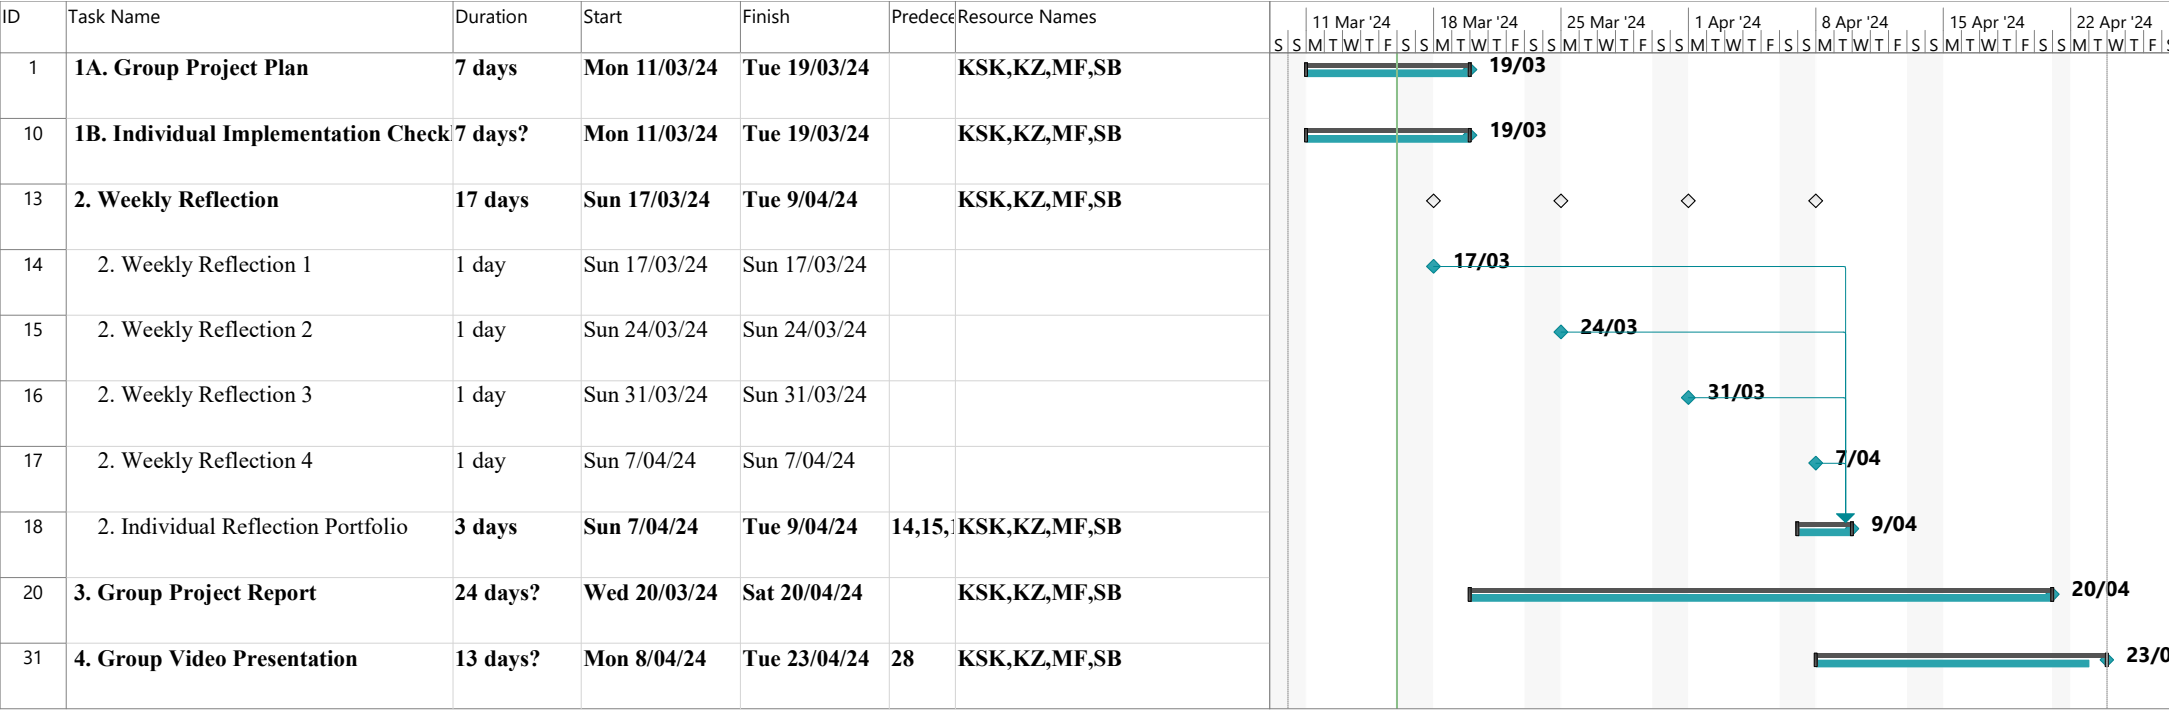 ID Task Name Duration Start Finish Predece Resource Names 11 Mar '24 18 Mar '24 25 Mar '24 1 Apr '24 8 Apr '24 15 Apr '24 22 Apr '24
S S M T W T F S S M T W T F S S M T W T F S S M T W T F S S M T W T F S S M T W T F S S M T W T F
1 1A. Group Project Plan 7 days Mon 11/03/24 Tue 19/03/24 KSK,KZ,MF,SB 19/03
10 1B. Individual Implementation Check 7 days? Mon 11/03/24 Tue 19/03/24 KSK,KZ,MF,SB 19/03
13 2. Weekly Reflection 17 days Sun 17/03/24 Tue 9/04/24 KSK,KZ,MF,SB
14 2. Weekly Reflection 1 1 day Sun 17/03/24 Sun 17/03/24 17/03
15 2. Weekly Reflection 2 1 day Sun 24/03/24 Sun 24/03/24 24/03
16 2. Weekly Reflection 3 1 day Sun 31/03/24 Sun 31/03/24 31/03
17 2. Weekly Reflection 4 1 day Sun 7/04/24 Sun 7/04/24 7/04
18 2. Individual Reflection Portfolio 3 days Sun 7/04/24 Tue 9/04/24 14,15, KSK,KZ,MF,SB 9/04
20 3. Group Project Report 24 days? Wed 20/03/24 Sat 20/04/24 KSK,KZ,MF,SB 20/04
31 4. Group Video Presentation 13 days? Mon 8/04/24 Tue 23/04/24 28 KSK,KZ,MF,SB 23/0